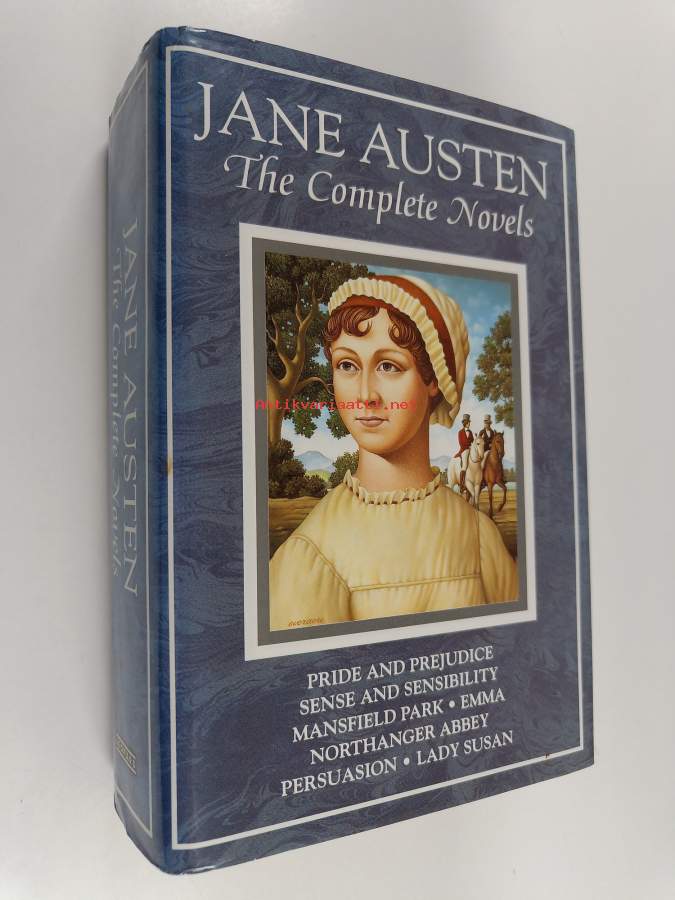 JANE AUSTEN
The Complete Novels
Antikvariaatti.net
PRIDE AND PREJUDICE
SENSE AND SENSIBILITY
MANSFIELD PARK • EMMA
NORTHANGER ABBEY
PERSUASION • LADY SUSAN
JANE AUSTEN
The Complete Novels